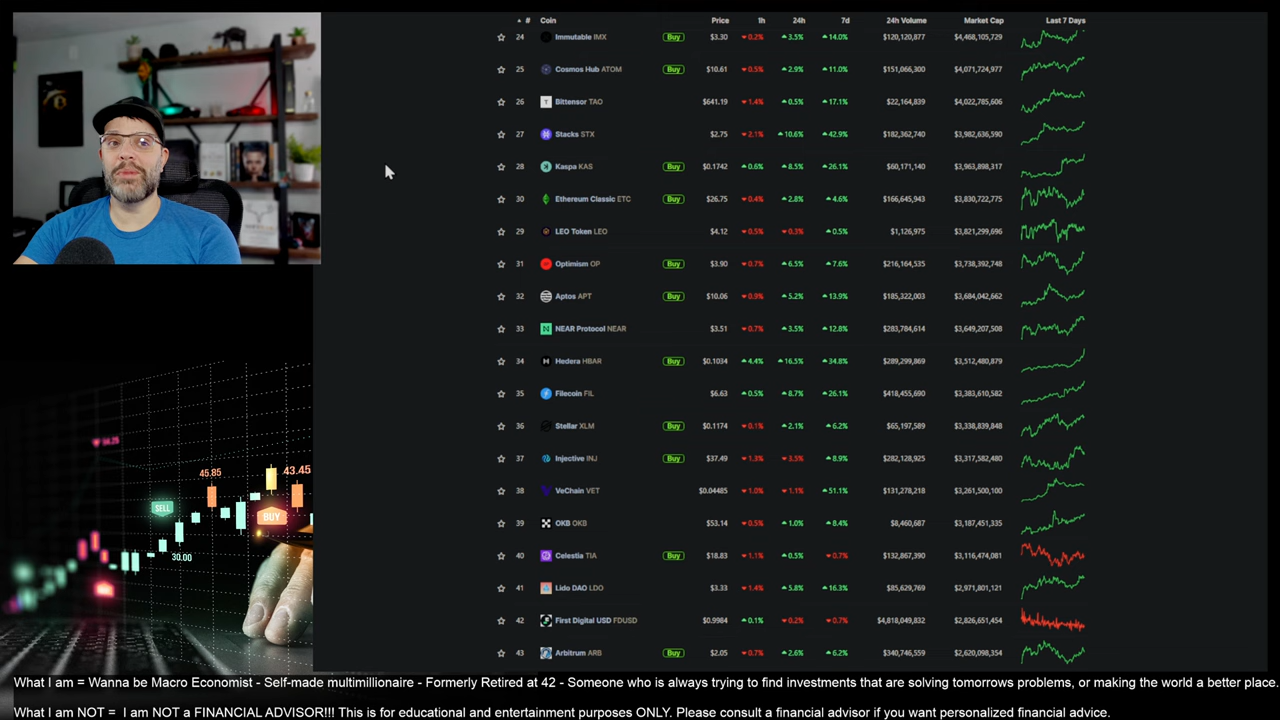 # Coin Price 1h 24h 7d 24h Volume Market Cap Last 7 Days
24 Immutable IMX Buy $3.30 0.2% 3.5% 14.0% $120,120,877 $4,468,105,729
25 Cosmos Hub ATOM Buy $10.61 0.5% 2.9% 11.0% $151,066,300 $4,071,724,977
26 Bittensor TAO $641.19 1.4% 0.5% 17.1% $22,164,839 $4,022,785,606
27 Stacks STX $2.75 2.1% 10.6% 42.9% $182,362,740 $3,982,636,590
28 Kaspa KAS Buy $0.1742 0.6% 8.5% 26.1% $60,171,140 $3,963,898,317
30 Ethereum Classic ETC Buy $26.75 0.4% 2.8% 4.6% $166,645,943 $3,830,722,775
29 LEO Token LEO $4.12 0.5% 0.3% 0.5% $1,126,975 $3,821,299,696
31 Optimism OP Buy $3.90 0.7% 6.5% 7.6% $216,164,535 $3,738,392,748
32 Aptos APT Buy $10.06 0.9% 5.2% 13.9% $185,322,003 $3,684,042,662
33 NEAR Protocol NEAR $3.51 0.7% 3.5% 12.8% $283,784,614 $3,649,207,508
34 Hedera HBAR Buy $0.1034 4.4% 16.5% 34.8% $289,299,869 $3,512,480,879
35 Filecoin FIL $6.63 0.5% 8.7% 26.1% $418,455,690 $3,383,610,582
36 Stellar XLM Buy $0.1174 0.1% 2.1% 6.2% $65,197,589 $3,338,839,848
37 Injective INJ Buy $37.49 1.3% 3.5% 8.9% $282,128,925 $3,317,582,480
38 VeChain VET $0.04485 1.0% 1.1% 51.1% $131,278,218 $3,261,500,100
39 OKB OKB $53.14 0.5% 1.0% 8.4% $8,460,687 $3,187,451,335
40 Celestia TIA Buy $18.83 1.1% 0.5% 0.7% $132,867,390 $3,116,474,081
41 Lido DAO LDO $3.33 1.4% 5.8% 16.3% $85,629,769 $2,971,801,121
42 First Digital USD FDUSD $0.9984 0.1% 0.2% 0.7% $4,818,049,832 $2,826,651,454
43 Arbitrum ARB Buy $2.05 0.7% 2.6% 6.2% $340,746,559 $2,620,098,354
45.85
43.45
SELL
BUY
30.00
What I am = Wanna be Macro Economist - Self-made multimillionaire - Formerly Retired at 42 - Someone who is always trying to find investments that are solving tomorrows problems, or making the world a better place.
What I am NOT = I am NOT a FINANCIAL ADVISOR!!! This is for educational and entertainment purposes ONLY. Please consult a financial advisor if you want personalized financial advice.